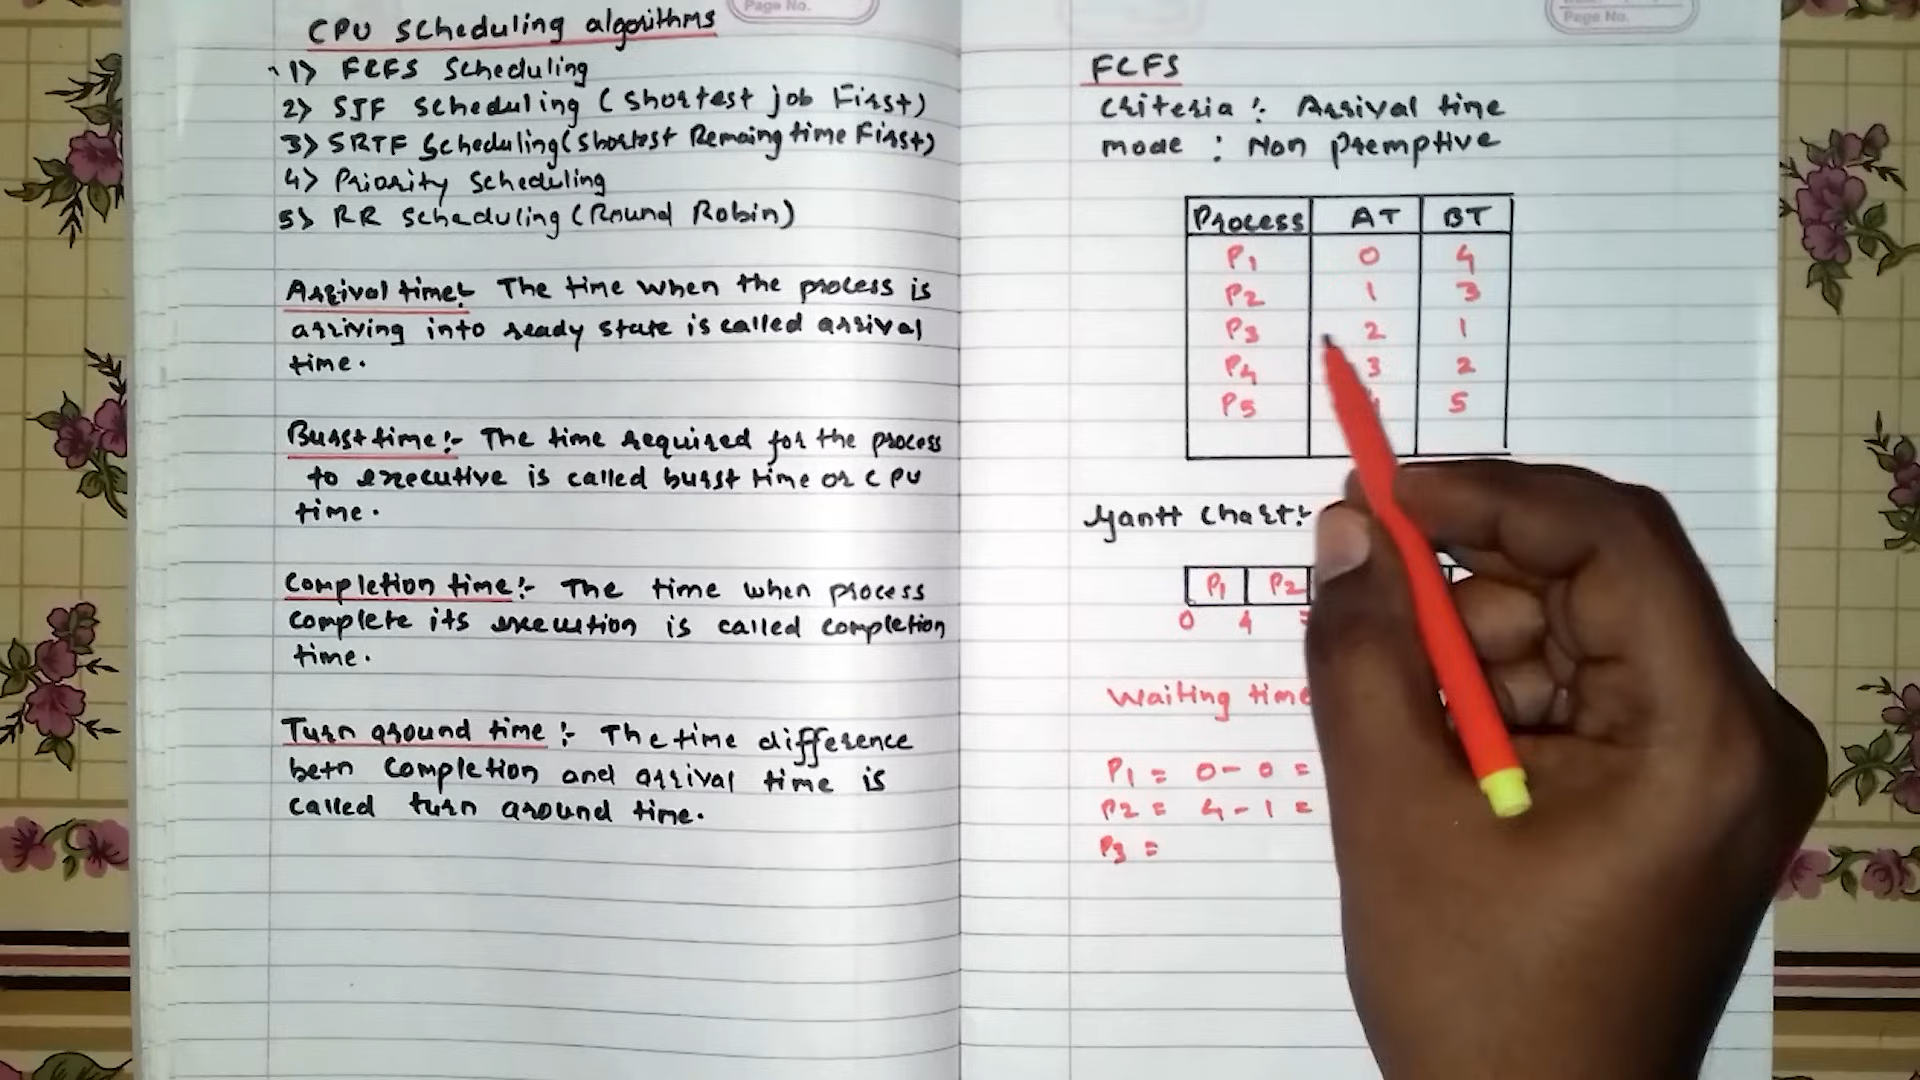 Page No.
CPU Scheduling algorithms
1> FCFS Scheduling
2> SJF Scheduling (Shortest job First)
3> SRTF Scheduling (Shortest Remaing time First)
4> Priority Scheduling
5> RR Scheduling (Round Robin)
Arrival time:- The time when the process is
arriving into ready state is called arrival
time.
Burst time:- The time required for the process
to executive is called burst time or CPU
time.
Completion time:- The time when process
complete its execution is called completion
time.
Turn around time:- The time difference
betn completion and arrival time is
called turn around time.
Page No.
FCFS
Criteria : Arrival time
mode : Non Premptive
Process AT BT
P1 0 4
P2 1 3
P3 2 1
P4 3 2
P5 5
Gantt Chart:-
P1 P2
0 4
Waiting time
P1 = 0 - 0 =
P2 = 4 - 1 =
P3 =